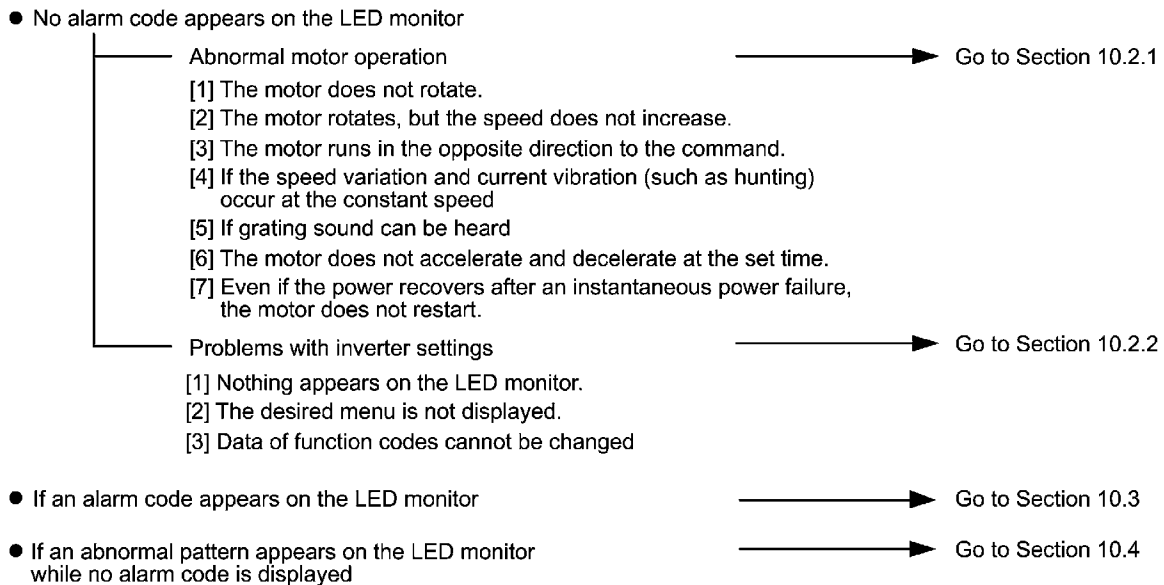 ● No alarm code appears on the LED monitor
Abnormal motor operation Go to Section 10.2.1
[1] The motor does not rotate.
[2] The motor rotates, but the speed does not increase.
[3] The motor runs in the opposite direction to the command.
[4] If the speed variation and current vibration (such as hunting)
occur at the constant speed
[5] If grating sound can be heard
[6] The motor does not accelerate and decelerate at the set time.
[7] Even if the power recovers after an instantaneous power failure,
the motor does not restart.
Problems with inverter settings Go to Section 10.2.2
[1] Nothing appears on the LED monitor.
[2] The desired menu is not displayed.
[3] Data of function codes cannot be changed
● If an alarm code appears on the LED monitor Go to Section 10.3
● If an abnormal pattern appears on the LED monitor Go to Section 10.4
while no alarm code is displayed